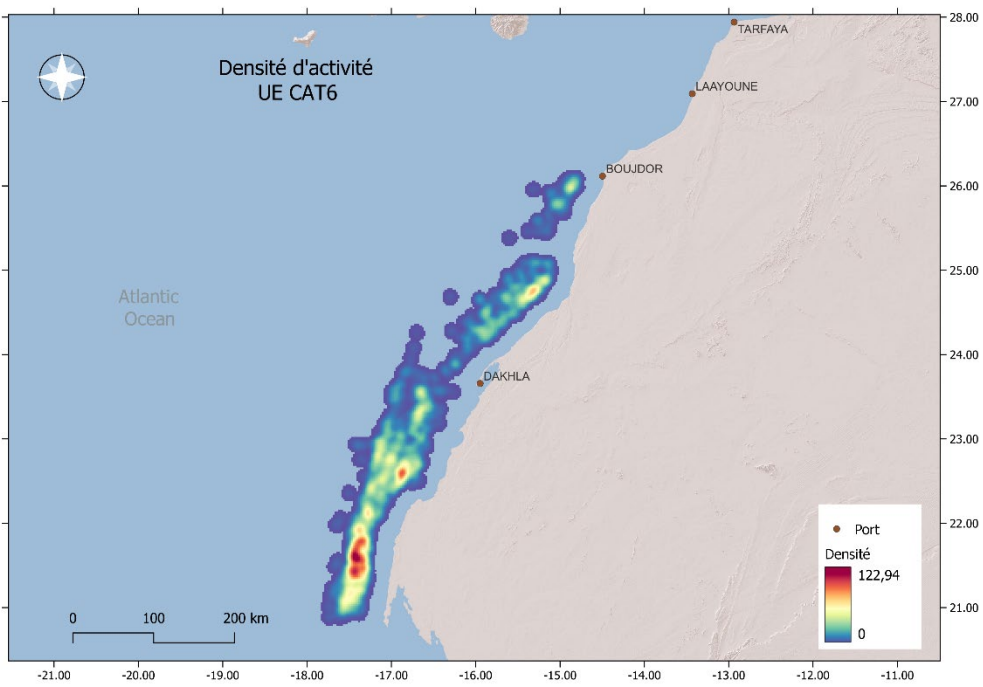 Densité d'activité
UE CAT6
TARFAYA
LAAYOUNE
BOUJDOR
DAKHLA
Atlantic
Ocean
28.00
27.00
26.00
25.00
24.00
23.00
22.00
21.00
Port
Densité
122,94
0
0 100 200 km
-21.00 -20.00 -19.00 -18.00 -17.00 -16.00 -15.00 -14.00 -13.00 -12.00 -11.00